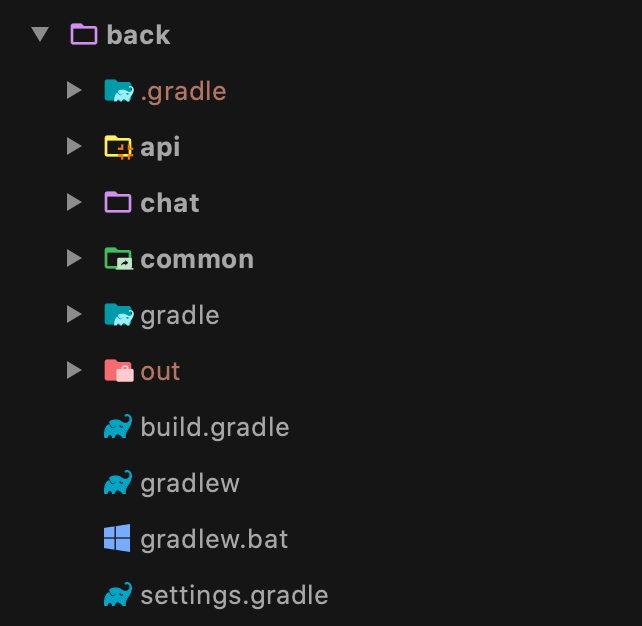 back
.gradle
api
chat
common
gradle
out
build.gradle
gradlew
gradlew.bat
settings.gradle